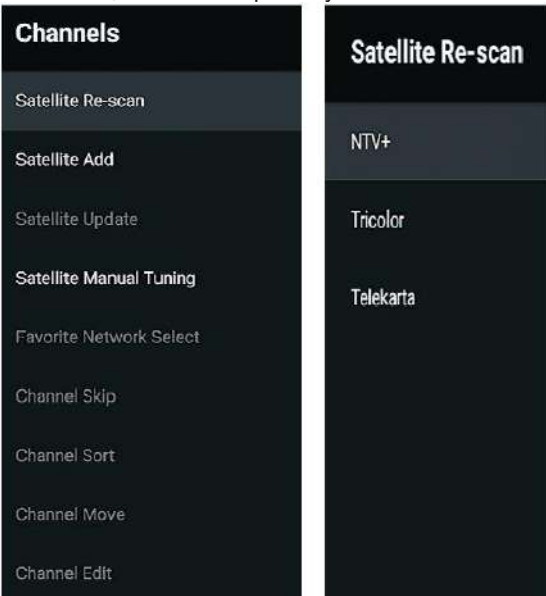 Channels
Satellite Re-scan
Satellite Add
Satellite Update
Satellite Manual Tuning
Favorite Network Select
Channel Skip
Channel Sort
Channel Move
Channel Edit
Satellite Re-scan
NTV+
Tricolor
Telekarta